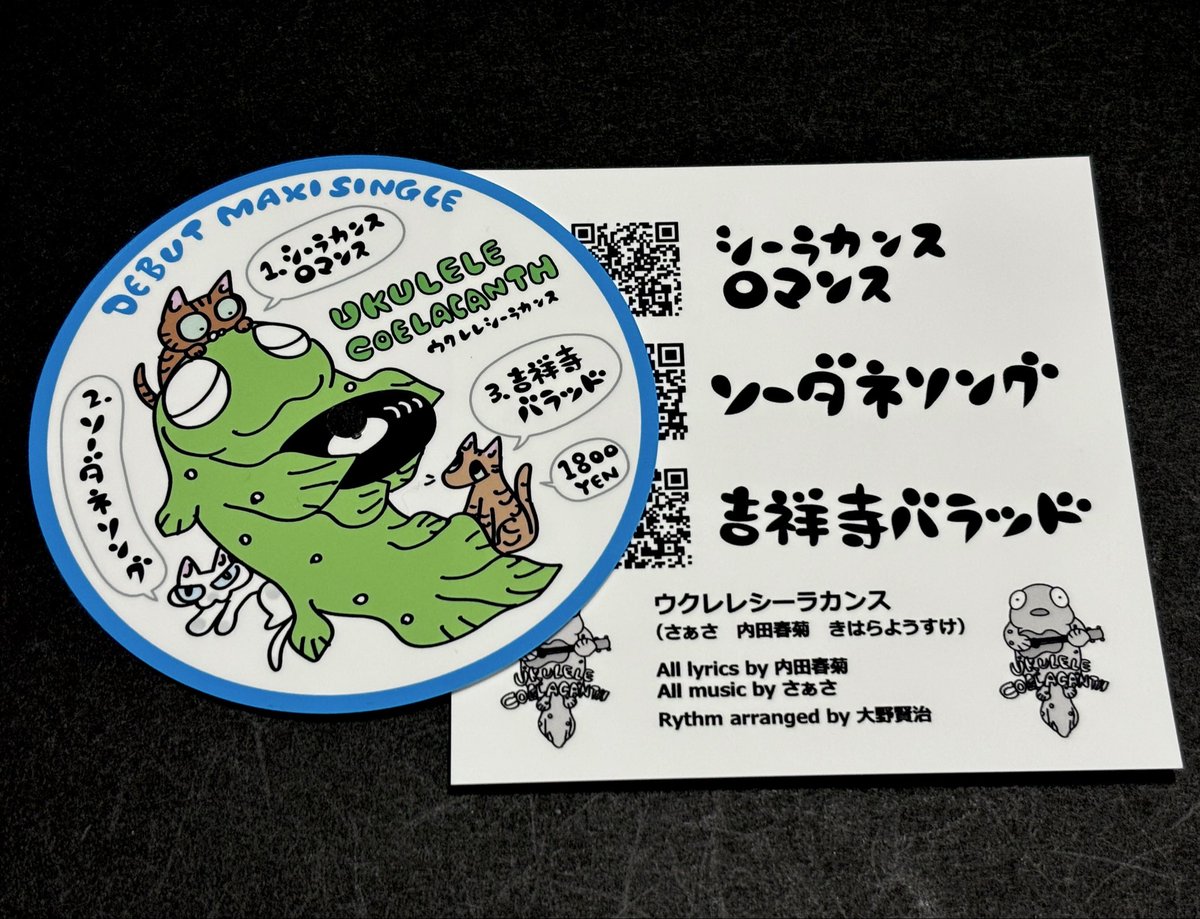 DEBUT MAXI SINGLE
1.シーラカンス
ロマンス
UKULELE
COELACANTH
ウクレレシーラカンス
2.ソーダネソング
3.吉祥寺
バラッド
1800
YEN
シーラカンス
ロマンス
ソーダネソング
吉祥寺バラッド
ウクレレシーラカンス
（さぁさ　内田春菊　きはらようすけ）
All lyrics by 内田春菊
All music by さぁさ
Rythm arranged by 大野賢治
UKULELE
COELACANTH
UKULELE
COELACANTH